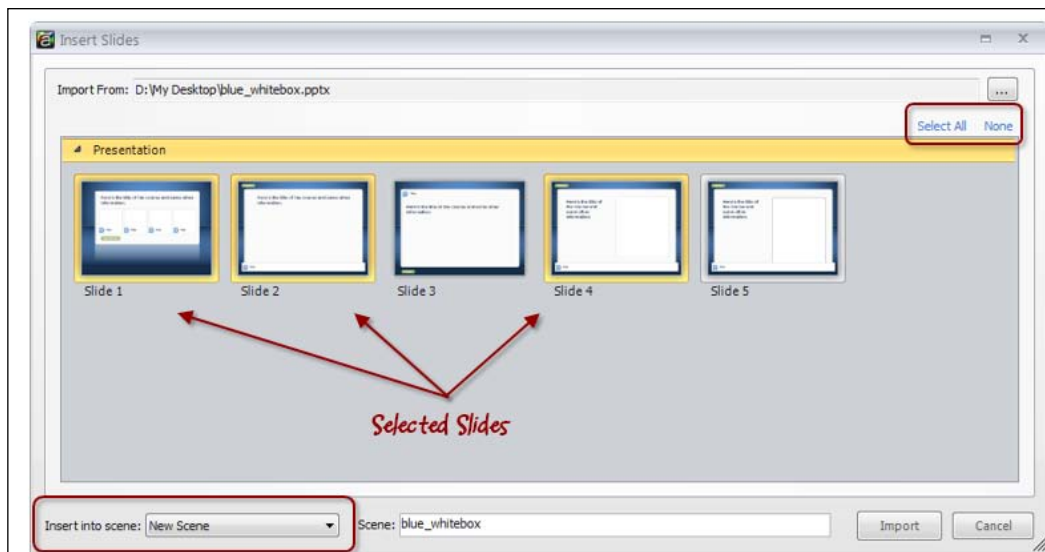 Insert Slides
Import From: D:\My Desktop\blue_whitebox.pptx
...
Select All None
Presentation
Slide 1 Slide 2 Slide 3 Slide 4 Slide 5
Selected Slides
Insert into scene: New Scene Scene: blue_whitebox Import Cancel